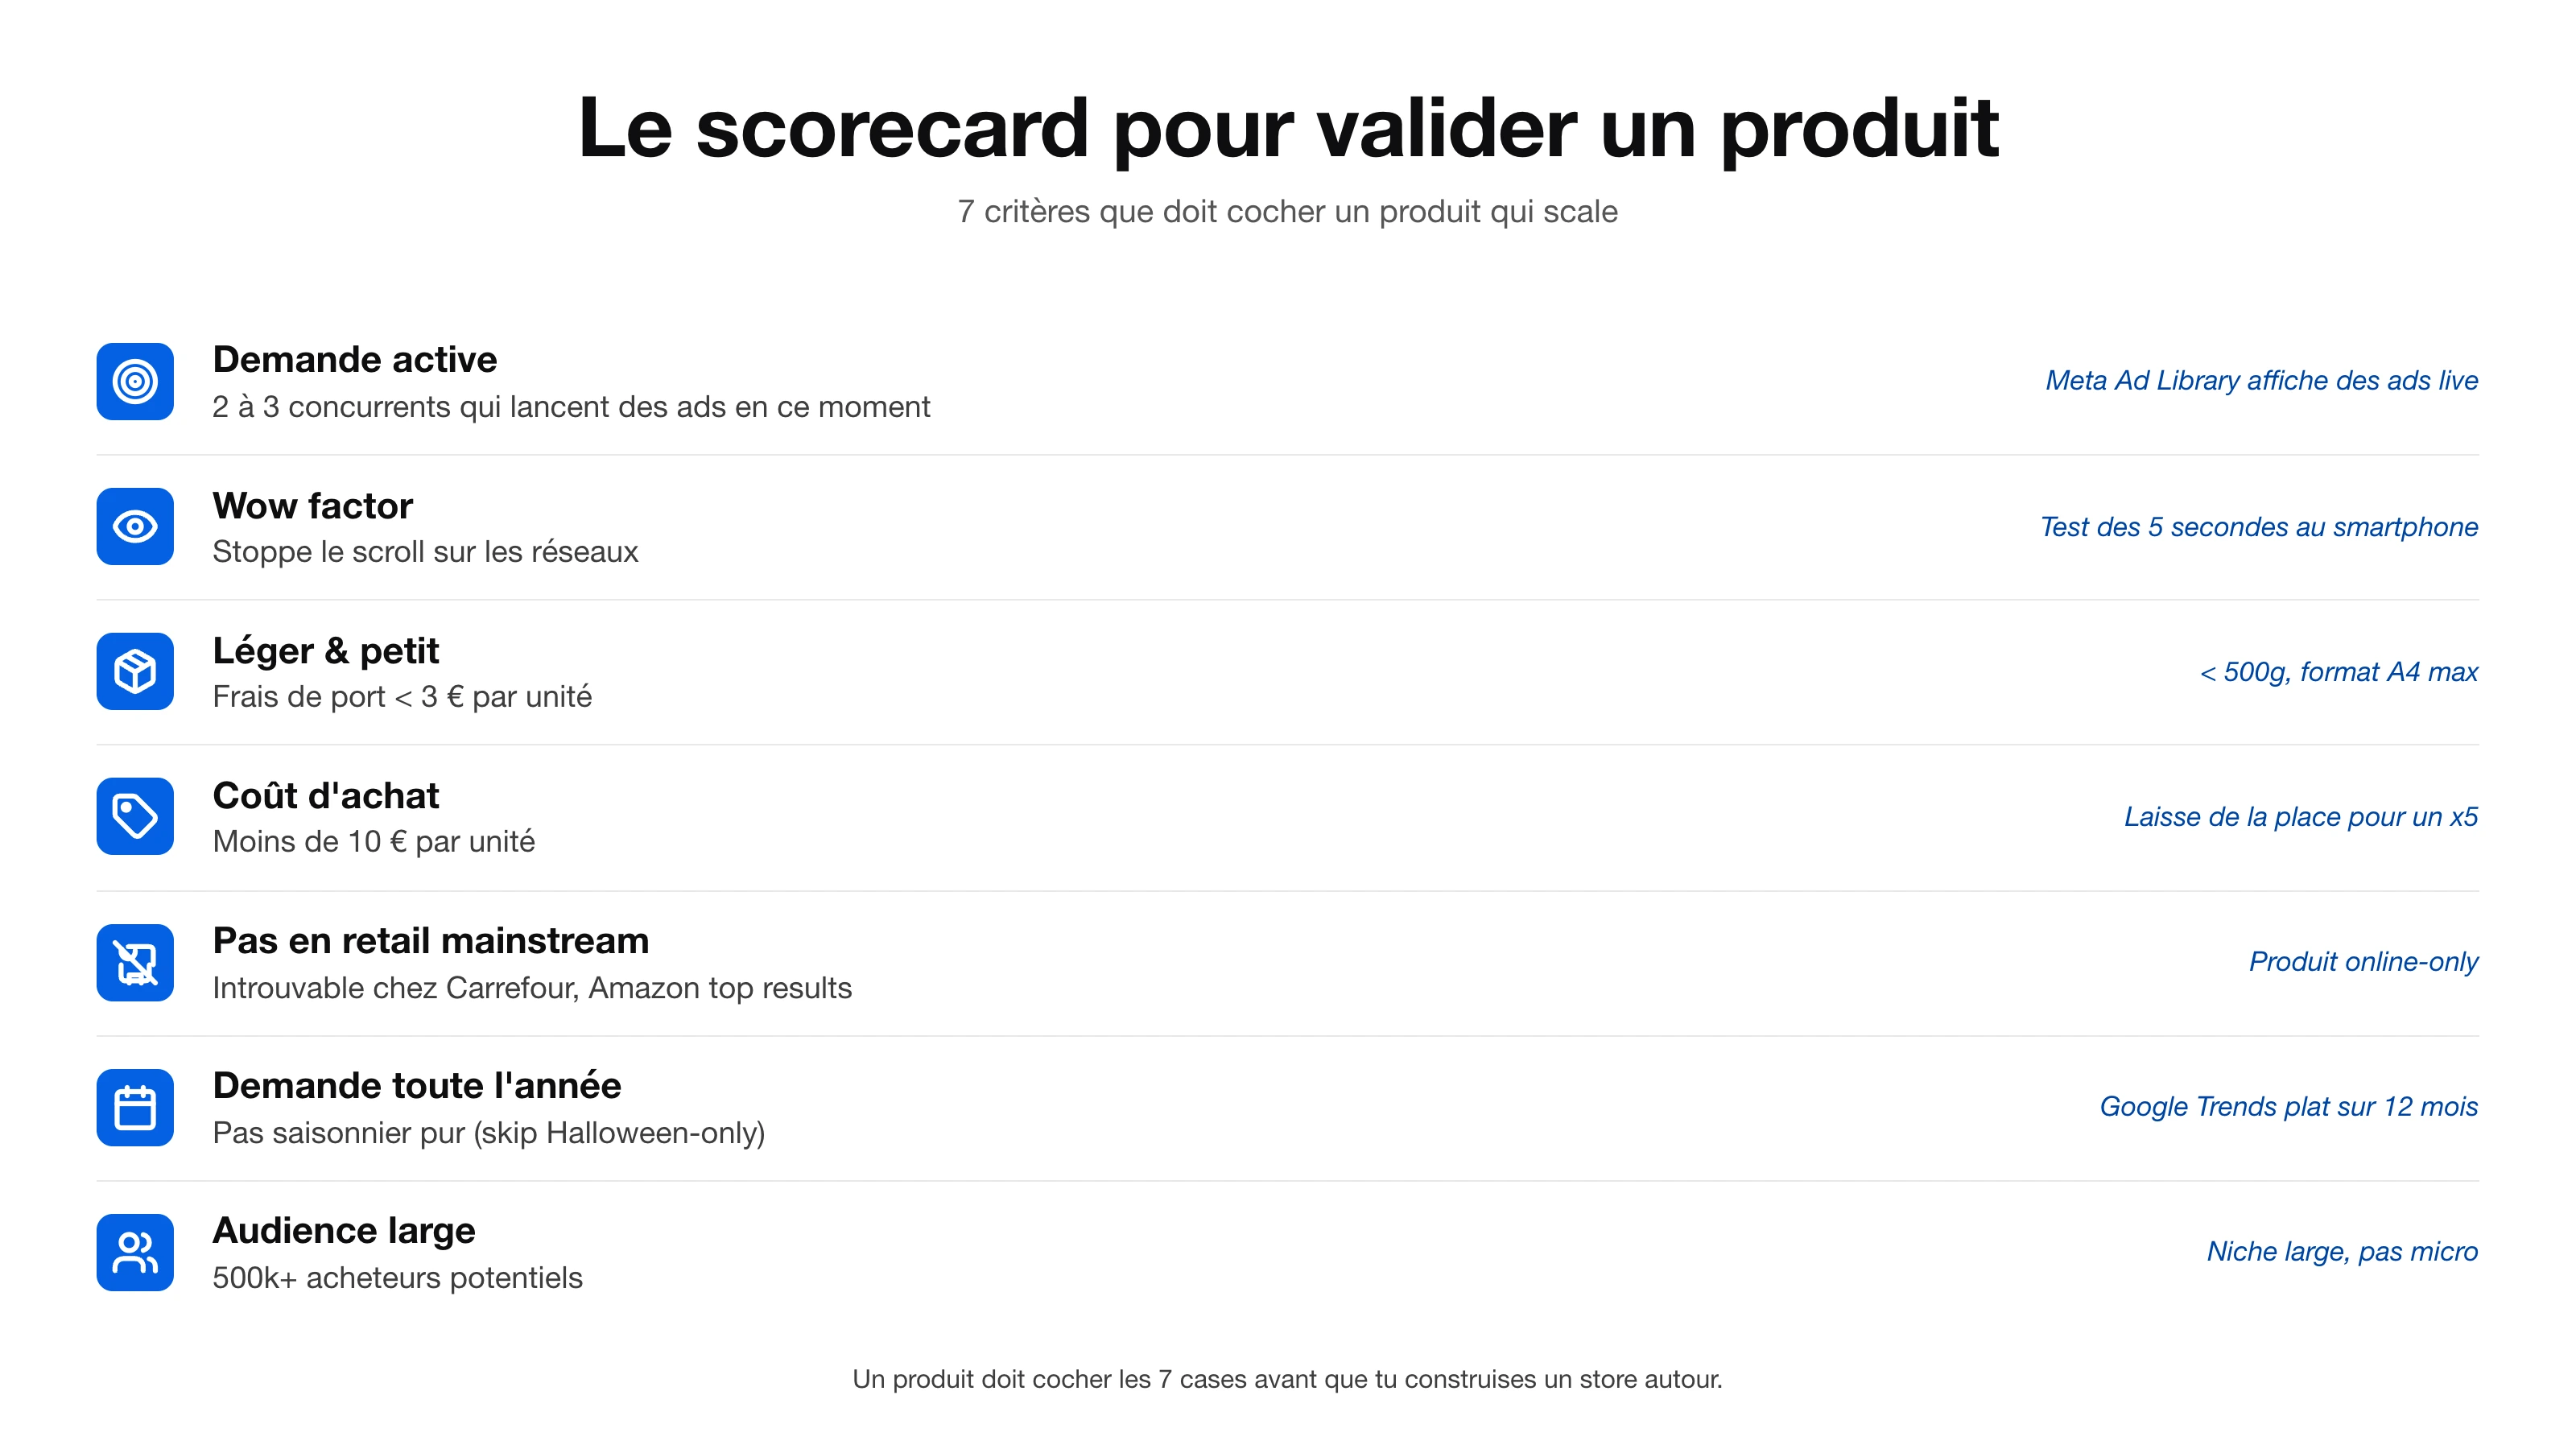 Le scorecard pour valider un produit
7 critères que doit cocher un produit qui scale
Demande active
2 à 3 concurrents qui lancent des ads en ce moment
Meta Ad Library affiche des ads live
Wow factor
Stoppe le scroll sur les réseaux
Test des 5 secondes au smartphone
Léger & petit
Frais de port < 3 € par unité
< 500g, format A4 max
Coût d'achat
Moins de 10 € par unité
Laisse de la place pour un x5
Pas en retail mainstream
Introuvable chez Carrefour, Amazon top results
Produit online-only
Demande toute l'année
Pas saisonnier pur (skip Halloween-only)
Google Trends plat sur 12 mois
Audience large
500k+ acheteurs potentiels
Niche large, pas micro
Un produit doit cocher les 7 cases avant que tu construises un store autour.